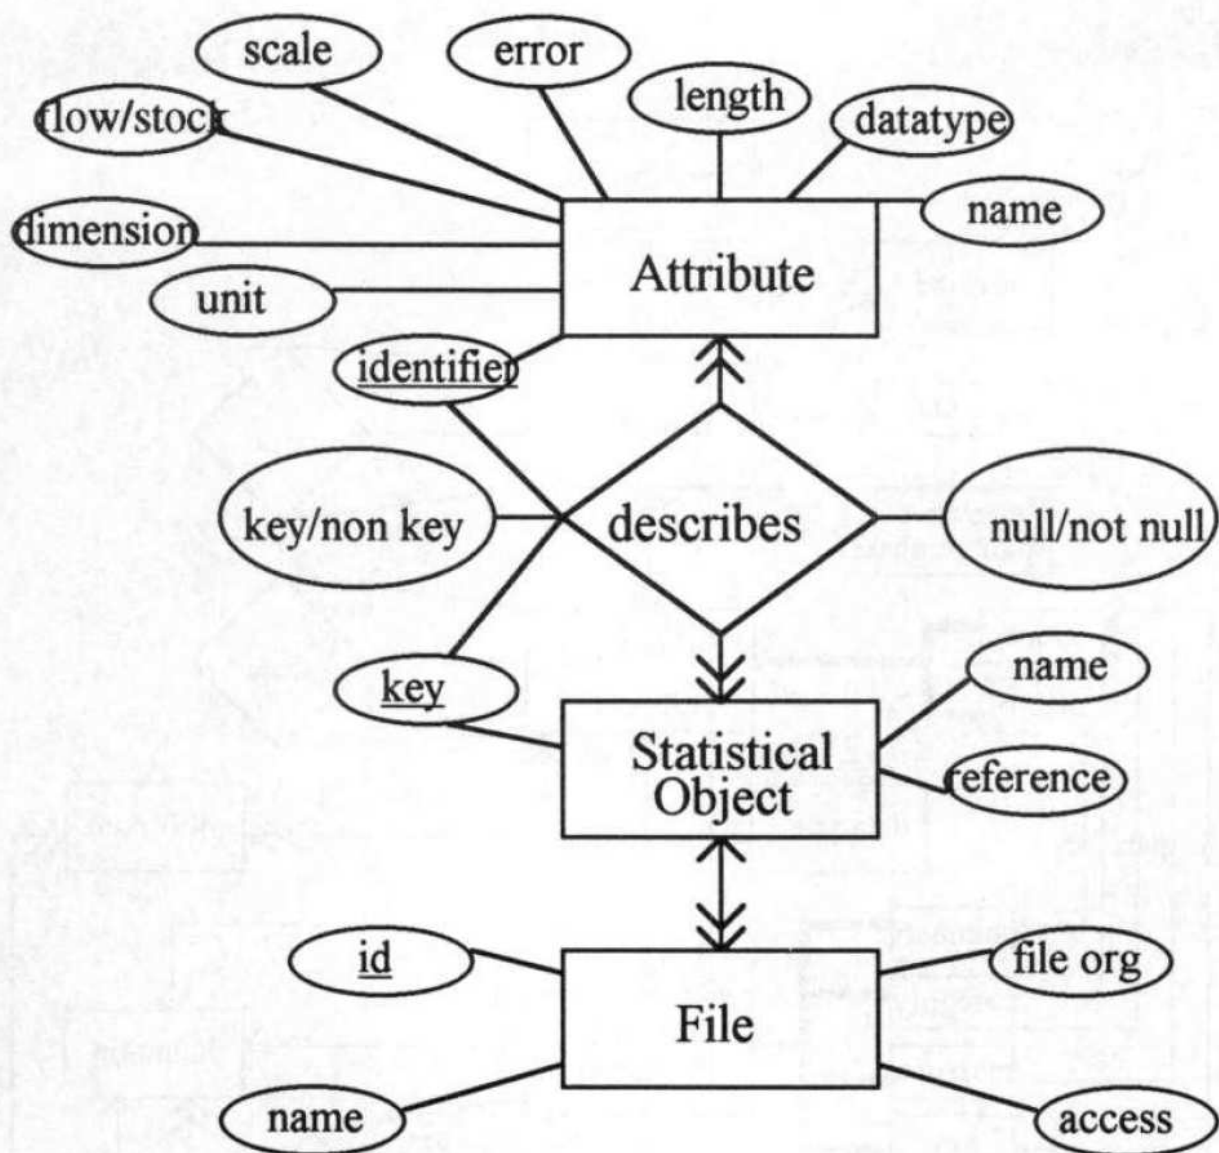 scale
error
length
flow/stock
datatype
name
dimension
Attribute
unit
identifier
key/non key
describes
null/not null
key
name
Statistical
Object
reference
id
file org
File
name
access